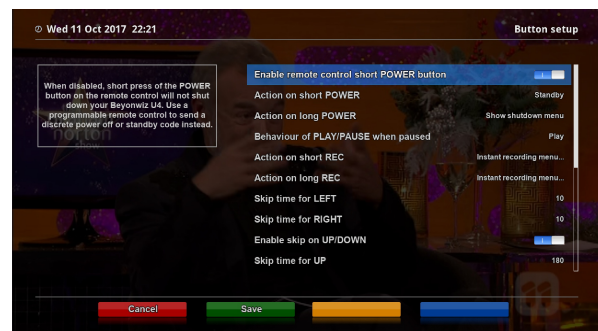 Wed 11 Oct 2017 22:21
Button setup
When disabled, short press of the POWER
button on the remote control will not shut
down your Beyonwiz U4. Use a
programmable remote control to send a
discrete power off or standby code instead.
Enable remote control short POWER button
Action on short POWER Standby
Action on long POWER Show shutdown menu
Behaviour of PLAY/PAUSE when paused Play
Action on short REC Instant recording menu...
Action on long REC Instant recording menu...
Skip time for LEFT 10
Skip time for RIGHT 10
Enable skip on UP/DOWN
Skip time for UP 180
norton
show
Cancel
Save